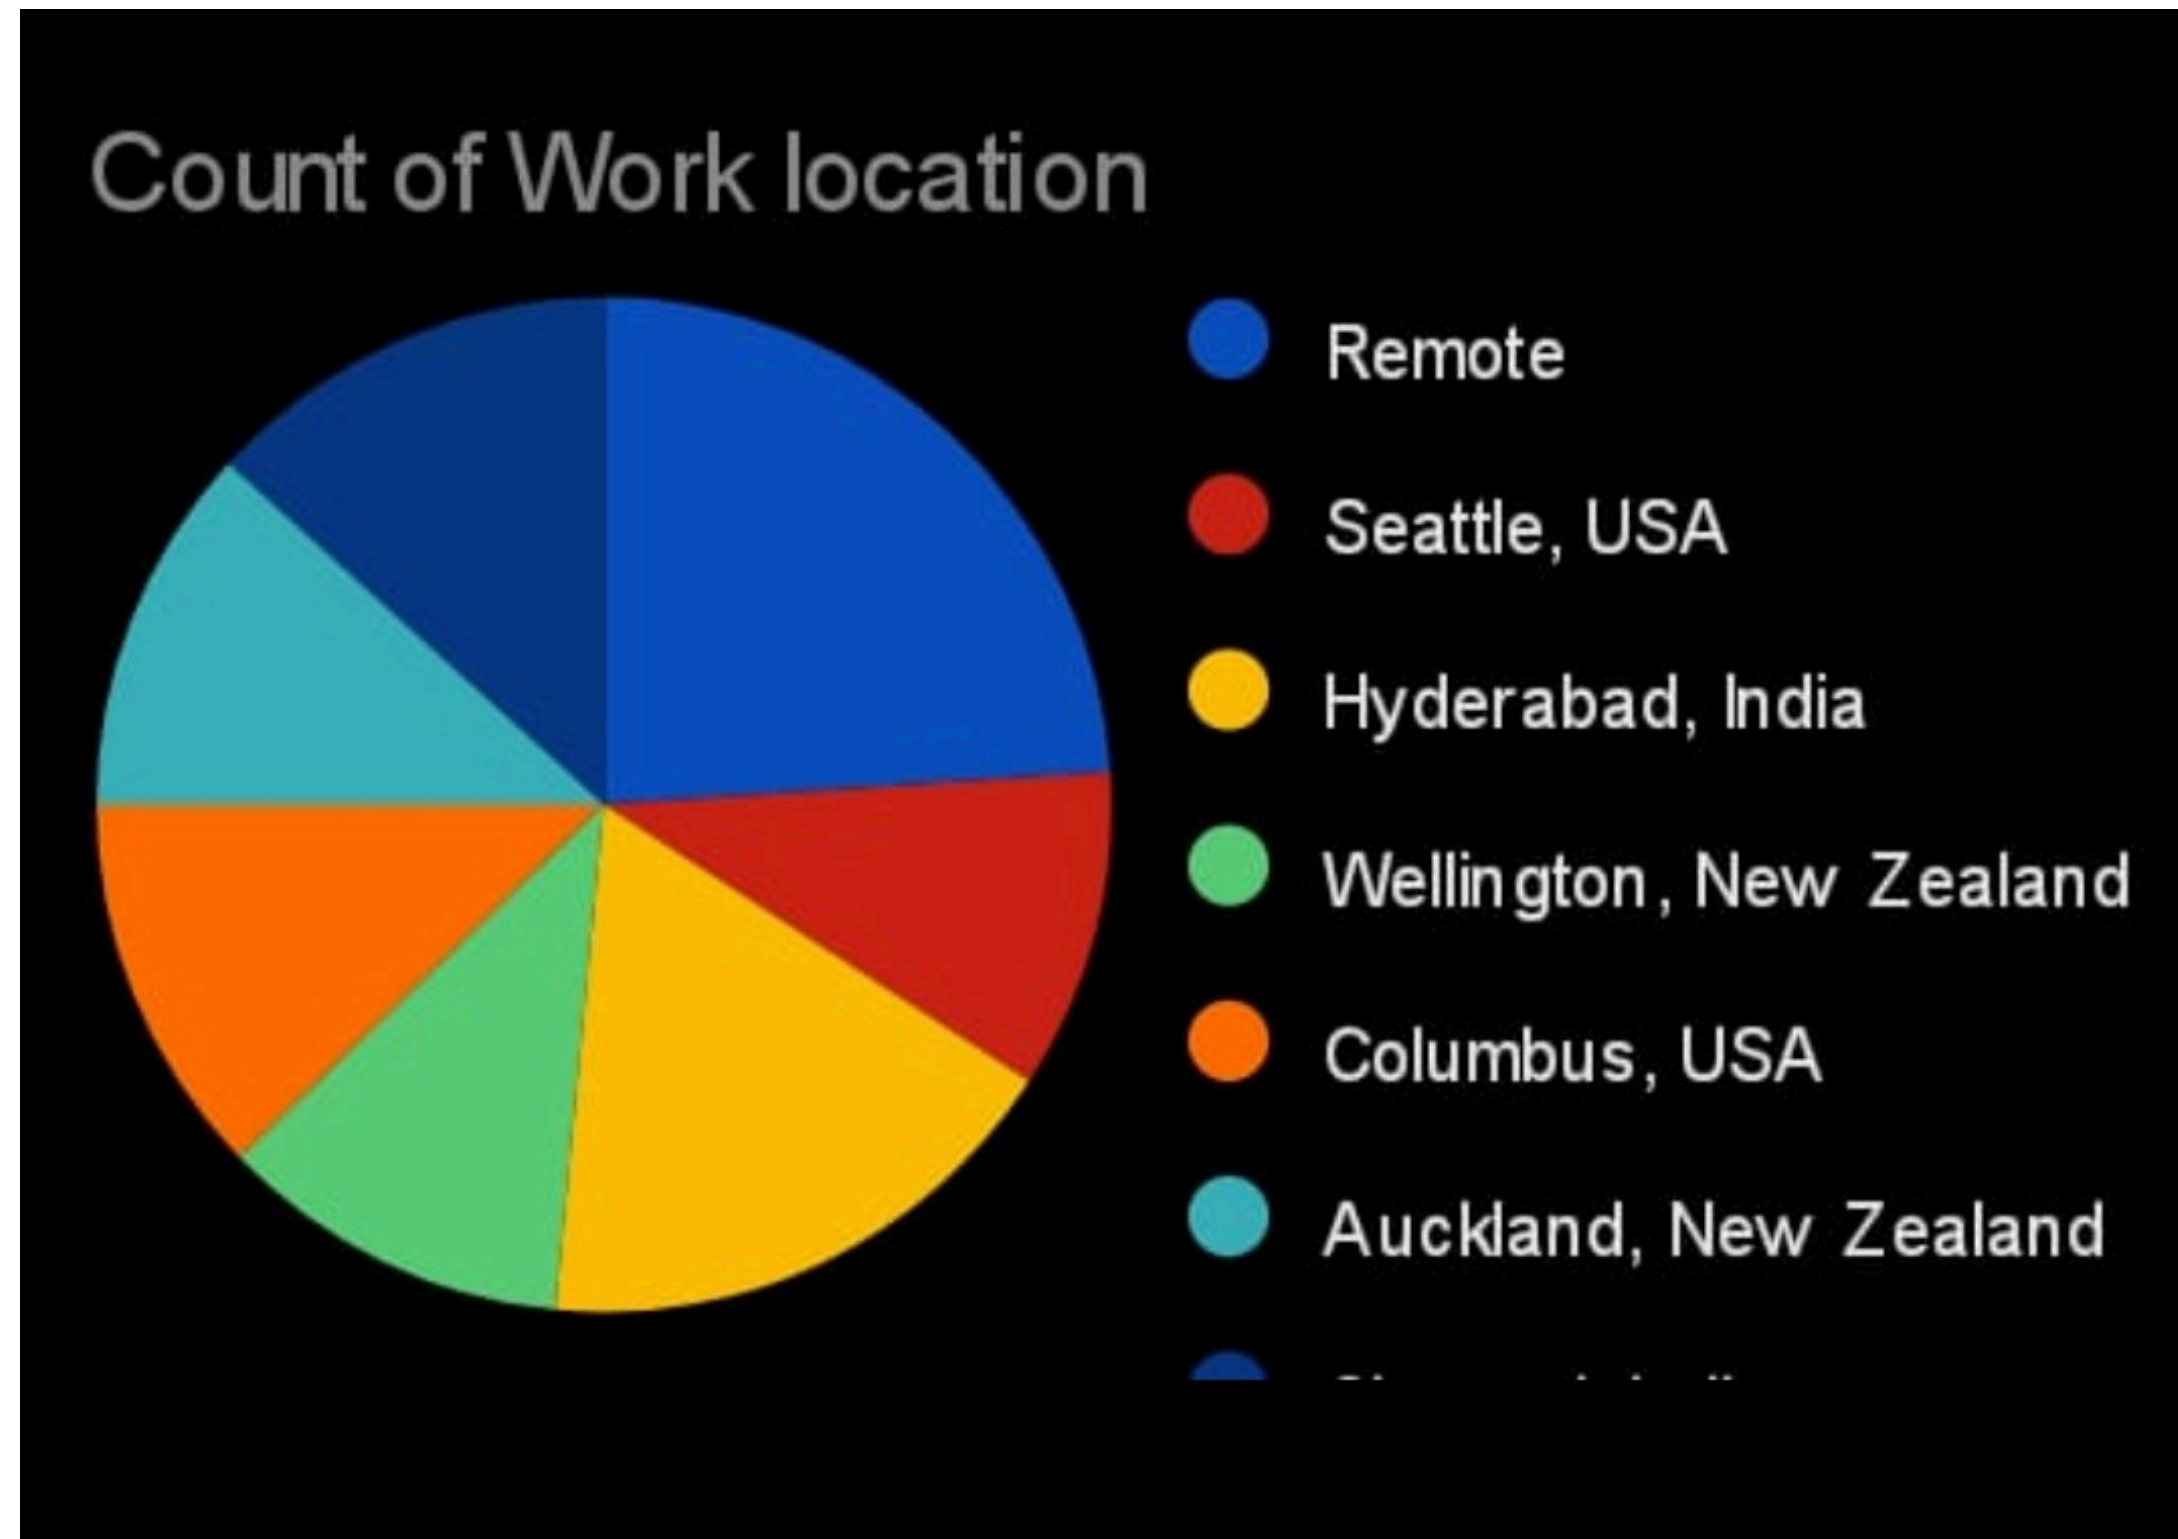 Count of Work location
Remote
Seattle, USA
Hyderabad, India
Wellington, New Zealand
Columbus, USA
Auckland, New Zealand